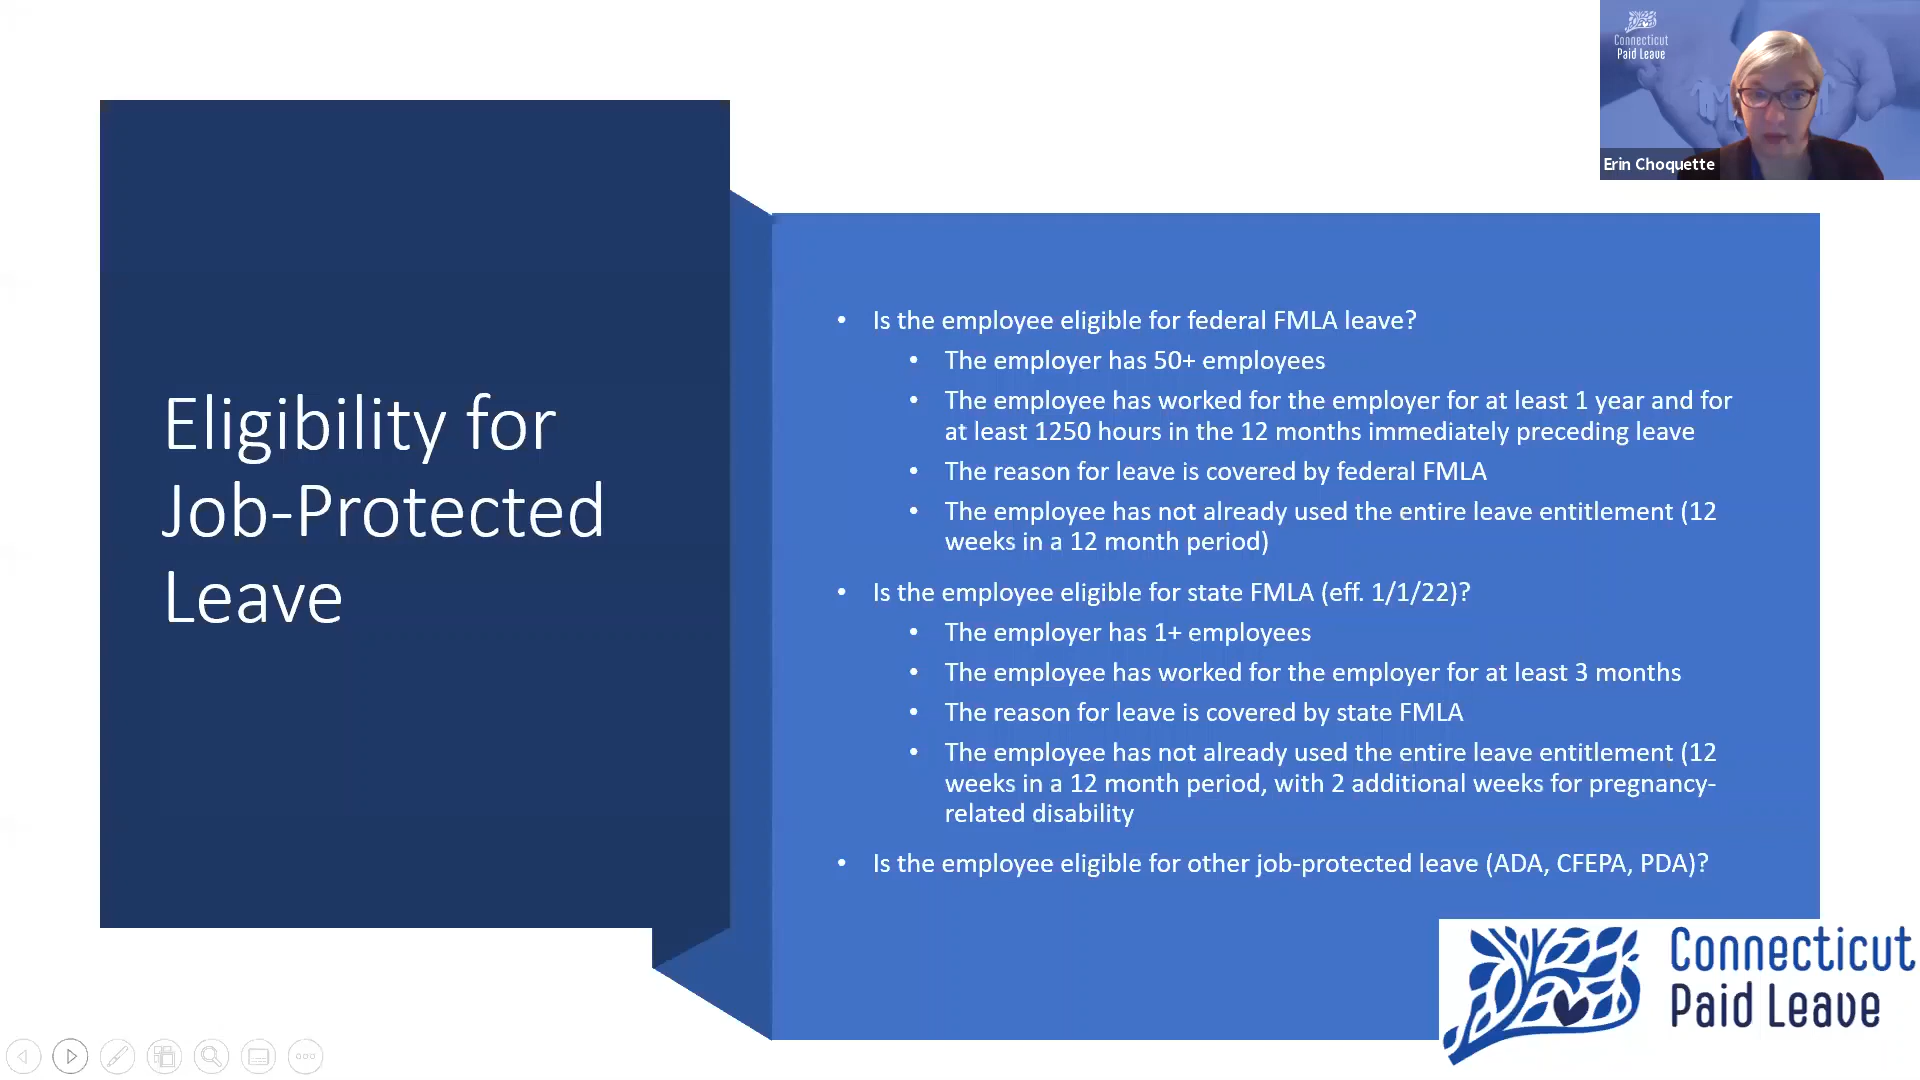 Connecticut
Paid Leave
Erin Choquette
Eligibility for
Job-Protected
Leave
• Is the employee eligible for federal FMLA leave?
• The employer has 50+ employees
• The employee has worked for the employer for at least 1 year and for
at least 1250 hours in the 12 months immediately preceding leave
• The reason for leave is covered by federal FMLA
• The employee has not already used the entire leave entitlement (12
weeks in a 12 month period)
• Is the employee eligible for state FMLA (eff. 1/1/22)?
• The employer has 1+ employees
• The employee has worked for the employer for at least 3 months
• The reason for leave is covered by state FMLA
• The employee has not already used the entire leave entitlement (12
weeks in a 12 month period, with 2 additional weeks for pregnancy-
related disability
• Is the employee eligible for other job-protected leave (ADA, CFEPA, PDA)?
Connecticut
Paid Leave